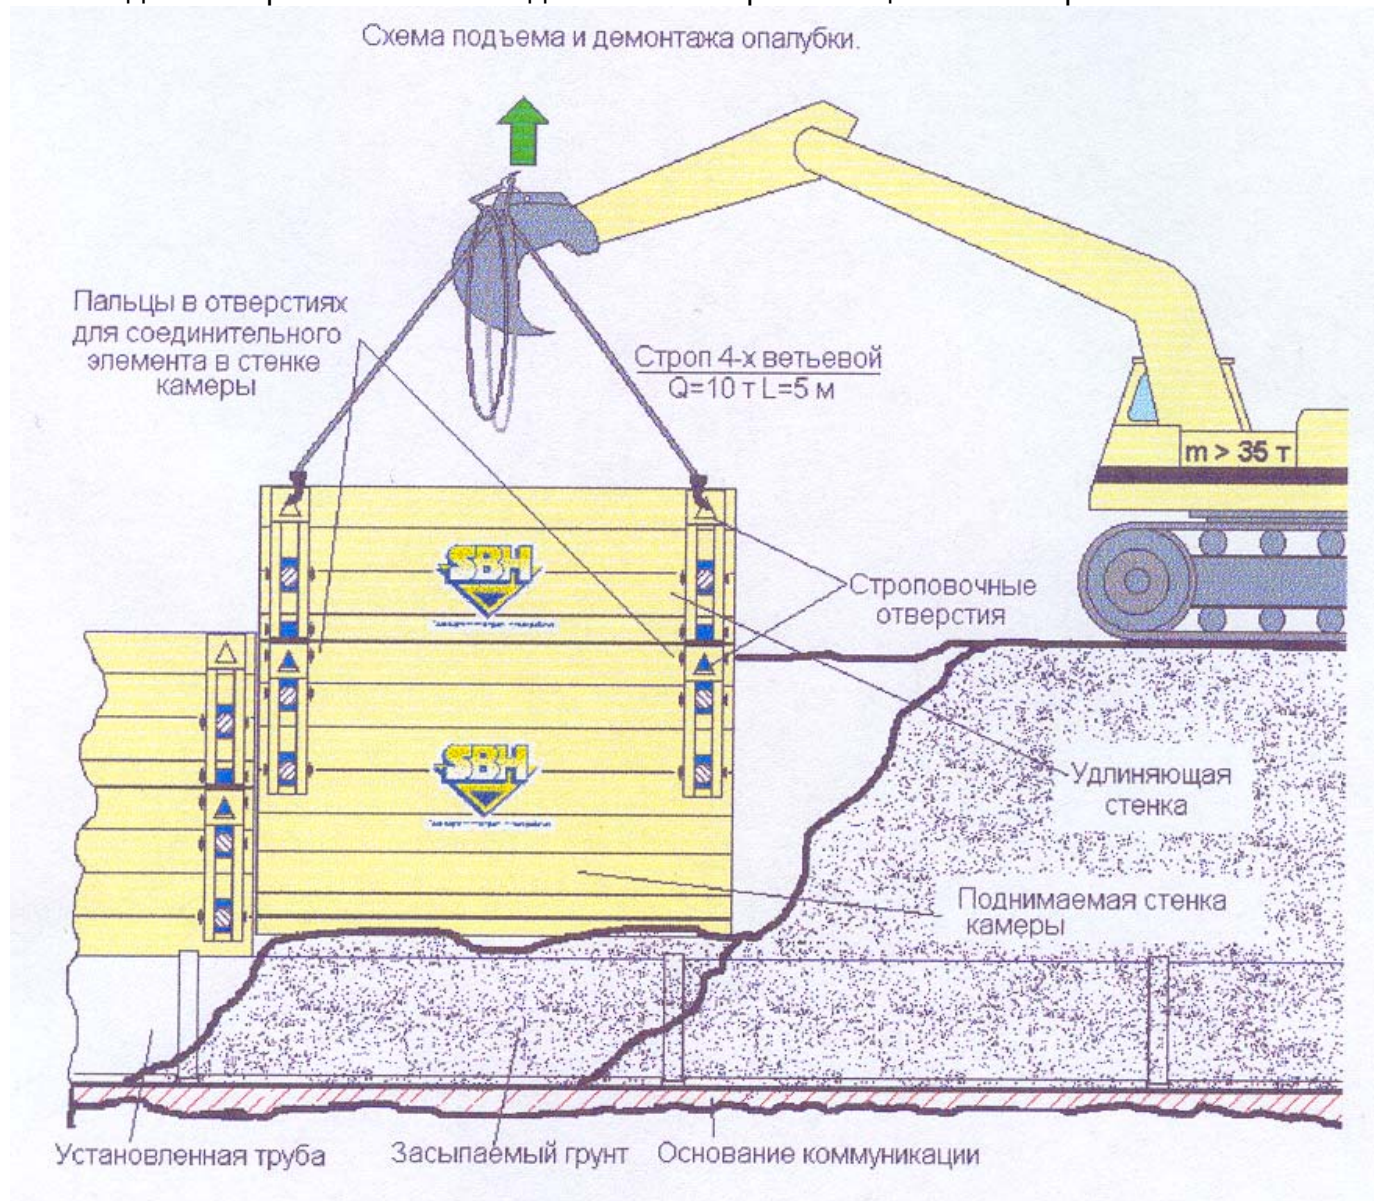 Схема подъема и демонтажа опалубки.
Пальцы в отверстиях
для соединительного
элемента в стенке
камеры
Строп 4-х ветьевой
Q=10 т L=5 м
m > 35 т
SBH
Строповочные
отверстия
SBH
Удлиняющая
стенка
Поднимаемая стенка
камеры
Установленная труба
Засыпаемый грунт
Основание коммуникации